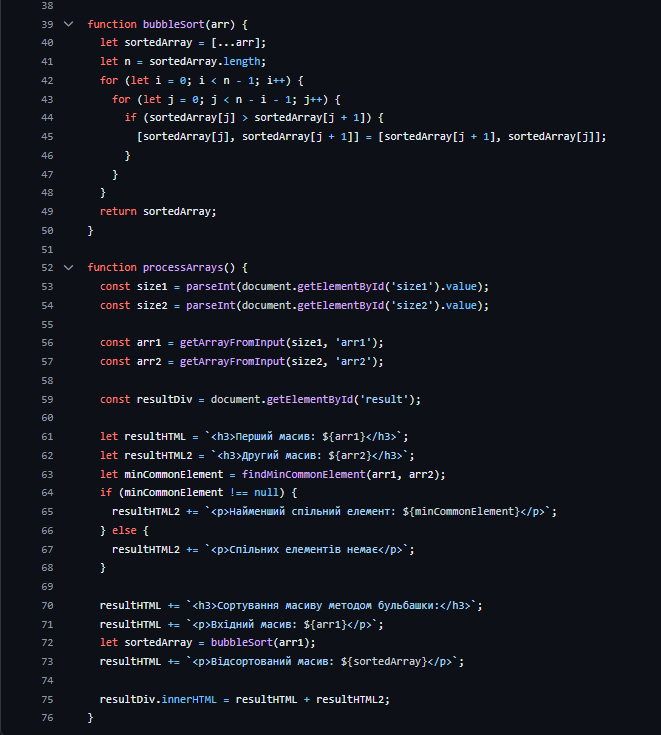 38
39 function bubbleSort(arr) {
40   let sortedArray = [...arr];
41   let n = sortedArray.length;
42   for (let i = 0; i < n - 1; i++) {
43     for (let j = 0; j < n - i - 1; j++) {
44       if (sortedArray[j] > sortedArray[j + 1]) {
45         [sortedArray[j], sortedArray[j + 1]] = [sortedArray[j + 1], sortedArray[j]];
46       }
47     }
48   }
49   return sortedArray;
50 }
51
52 function processArrays() {
53   const size1 = parseInt(document.getElementById('size1').value);
54   const size2 = parseInt(document.getElementById('size2').value);
55
56   const arr1 = getArrayFromInput(size1, 'arr1');
57   const arr2 = getArrayFromInput(size2, 'arr2');
58
59   const resultDiv = document.getElementById('result');
60
61   let resultHTML = `<h3>Перший масив: ${arr1}</h3>`;
62   let resultHTML2 = `<h3>Другий масив: ${arr2}</h3>`;
63   let minCommonElement = findMinCommonElement(arr1, arr2);
64   if (minCommonElement !== null) {
65     resultHTML2 += `<p>Найменший спільний елемент: ${minCommonElement}</p>`;
66   } else {
67     resultHTML2 += `<p>Спільних елементів немає</p>`;
68   }
69
70   resultHTML += `<h3>Сортування масиву методом бульбашки:</h3>`;
71   resultHTML += `<p>Вхідний масив: ${arr1}</p>`;
72   let sortedArray = bubbleSort(arr1);
73   resultHTML += `<p>Відсортований масив: ${sortedArray}</p>`;
74
75   resultDiv.innerHTML = resultHTML + resultHTML2;
76 }